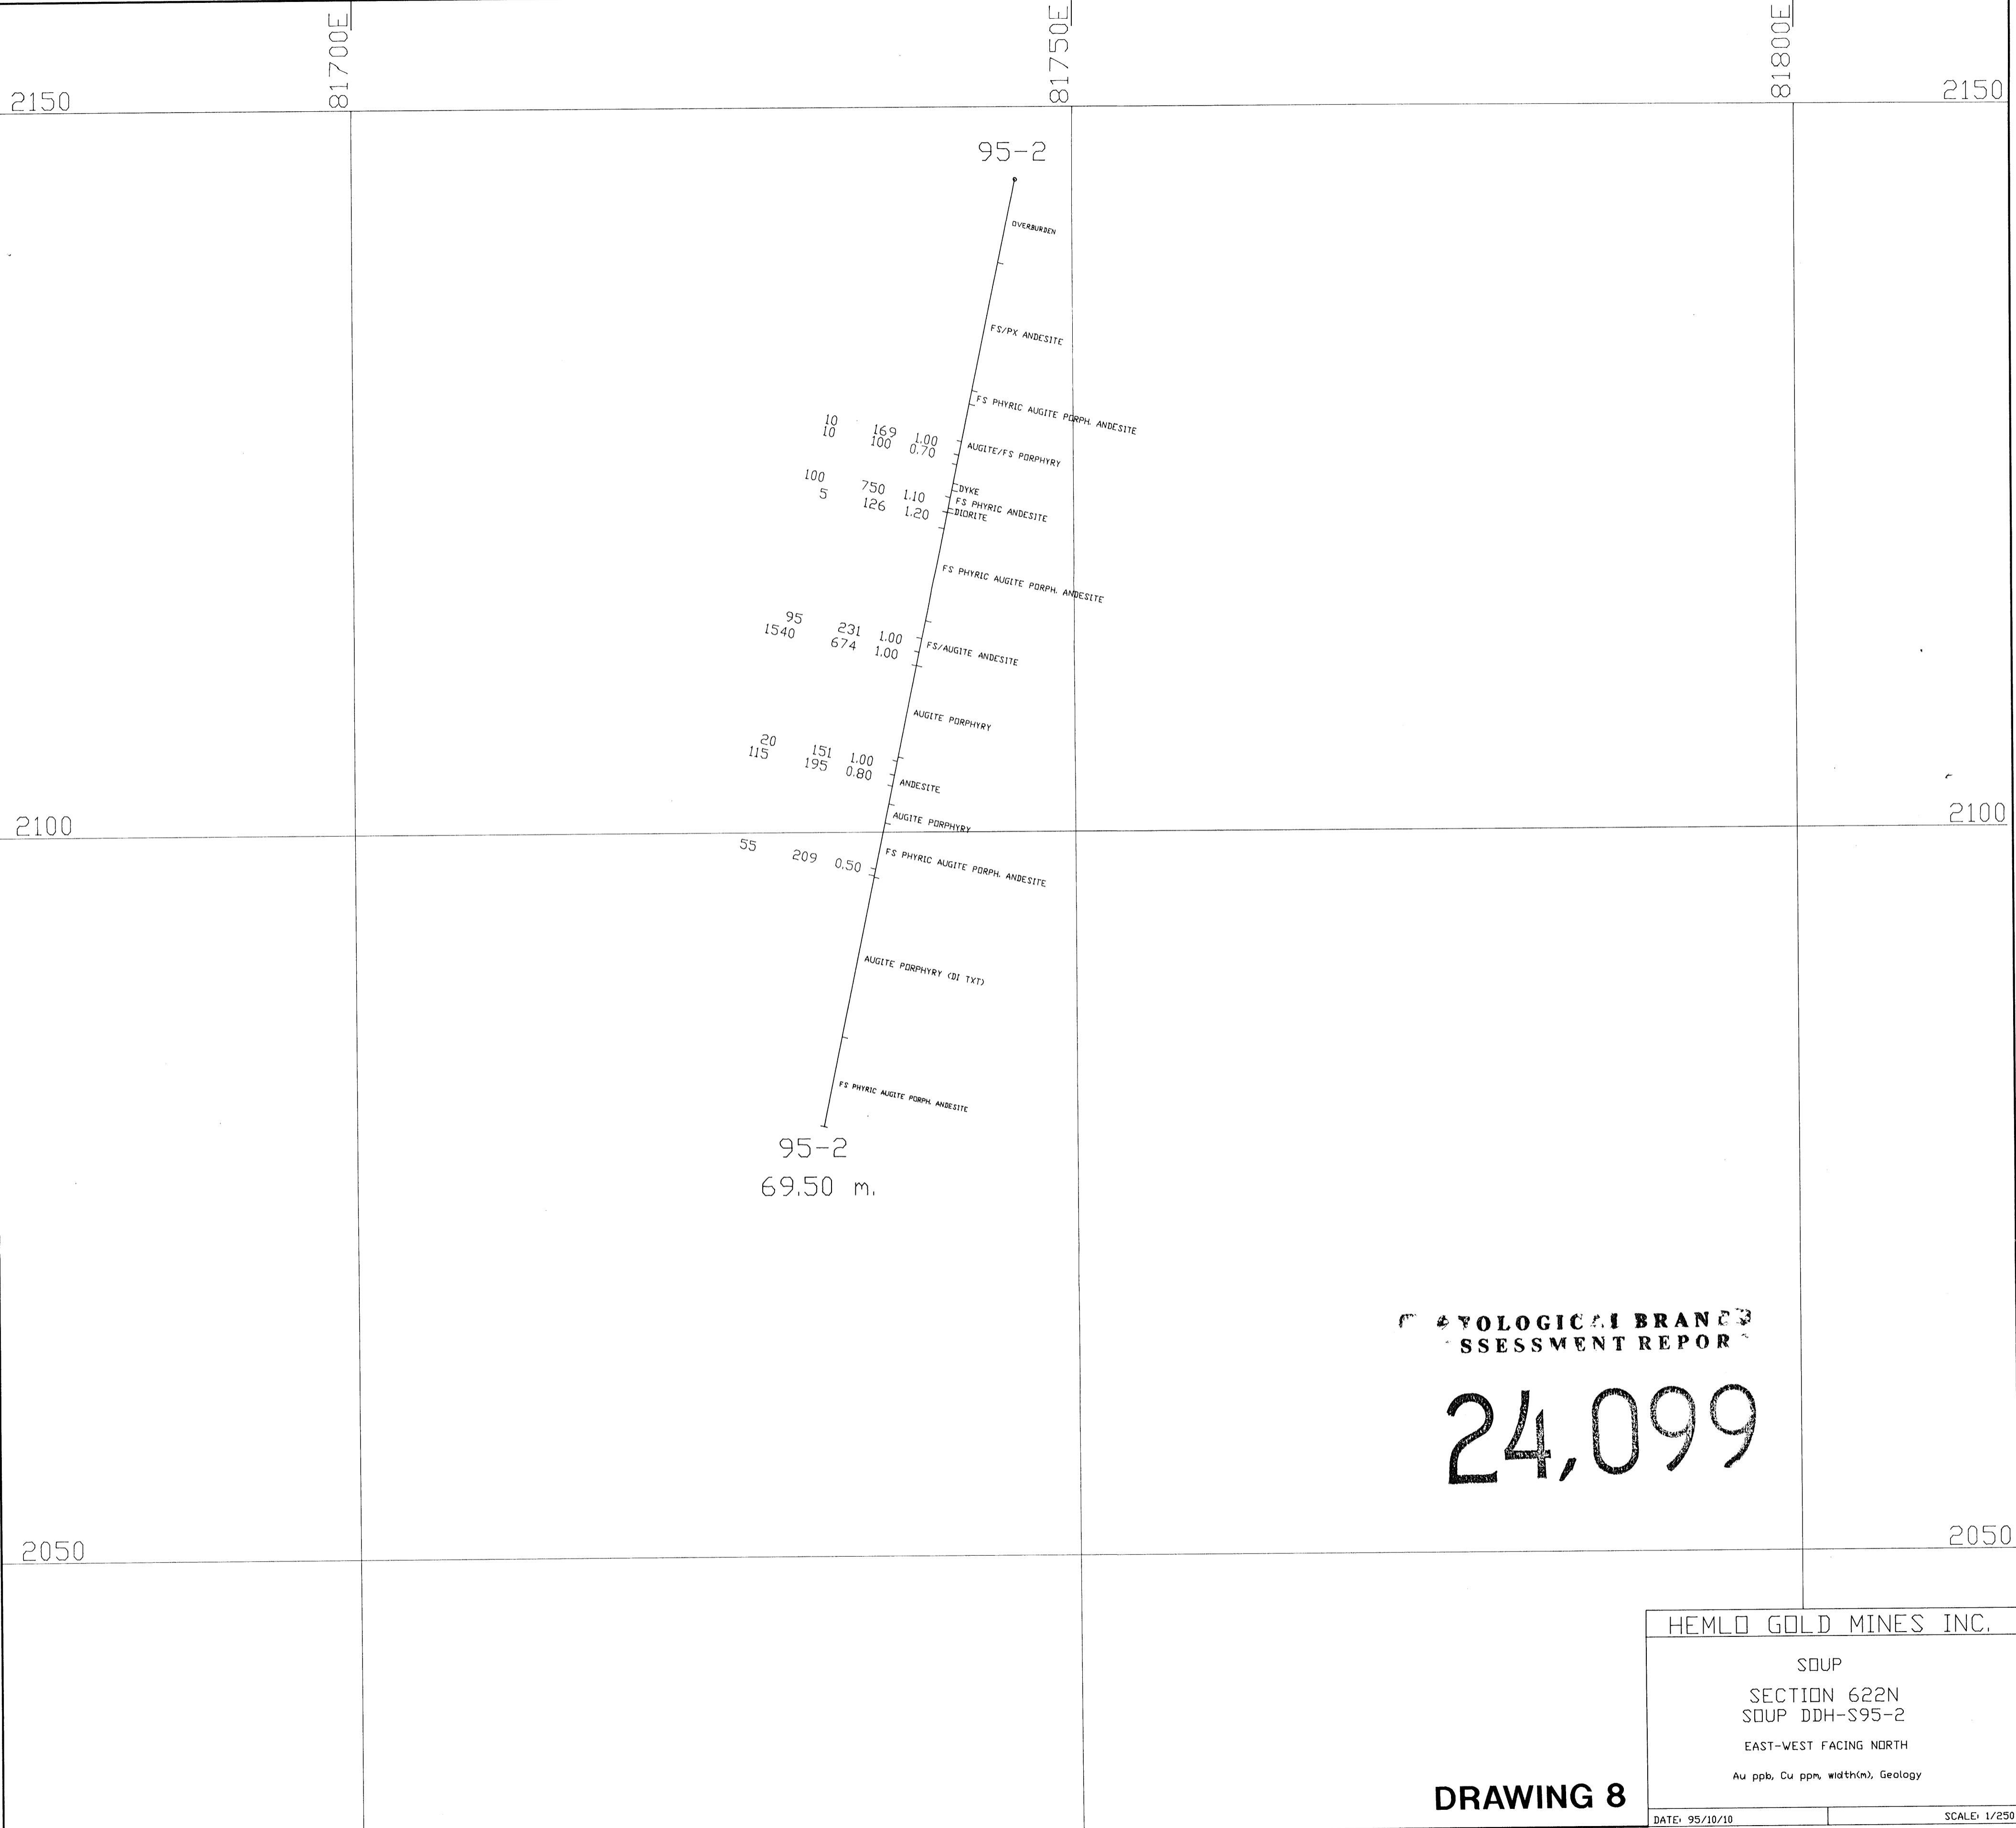 81700E
81750E
81800E
2150
2150
95-2
OVERBURDEN
FS/PX ANDESITE
FS PHYRIC AUGITE PORPH. ANDESITE
10 169 1.00
10 100 0.70
AUGITE/FS PORPHYRY
100 750 1.10
DYKE
5 126 1.20
FS PHYRIC ANDESITE
DIORITE
FS PHYRIC AUGITE PORPH. ANDESITE
95 231 1.00
1540 674 1.00
FS/AUGITE ANDESITE
AUGITE PORPHYRY
20 151 1.00
115 195 0.80
ANDESITE
AUGITE PORPHYRY
2100
2100
55 209 0.50
FS PHYRIC AUGITE PORPH. ANDESITE
AUGITE PORPHYRY (DI TXT)
FS PHYRIC AUGITE PORPH. ANDESITE
95-2
69.50 m.
BRANCH
SSESSMENT REPOR
24,099
2050
2050
HEMLO GOLD MINES INC.
SOUP
SECTION 622N
SOUP DDH-S95-2
EAST-WEST FACING NORTH
Au ppb, Cu ppm, width(m), Geology
DRAWING 8
DATE: 95/10/10
SCALE: 1/250